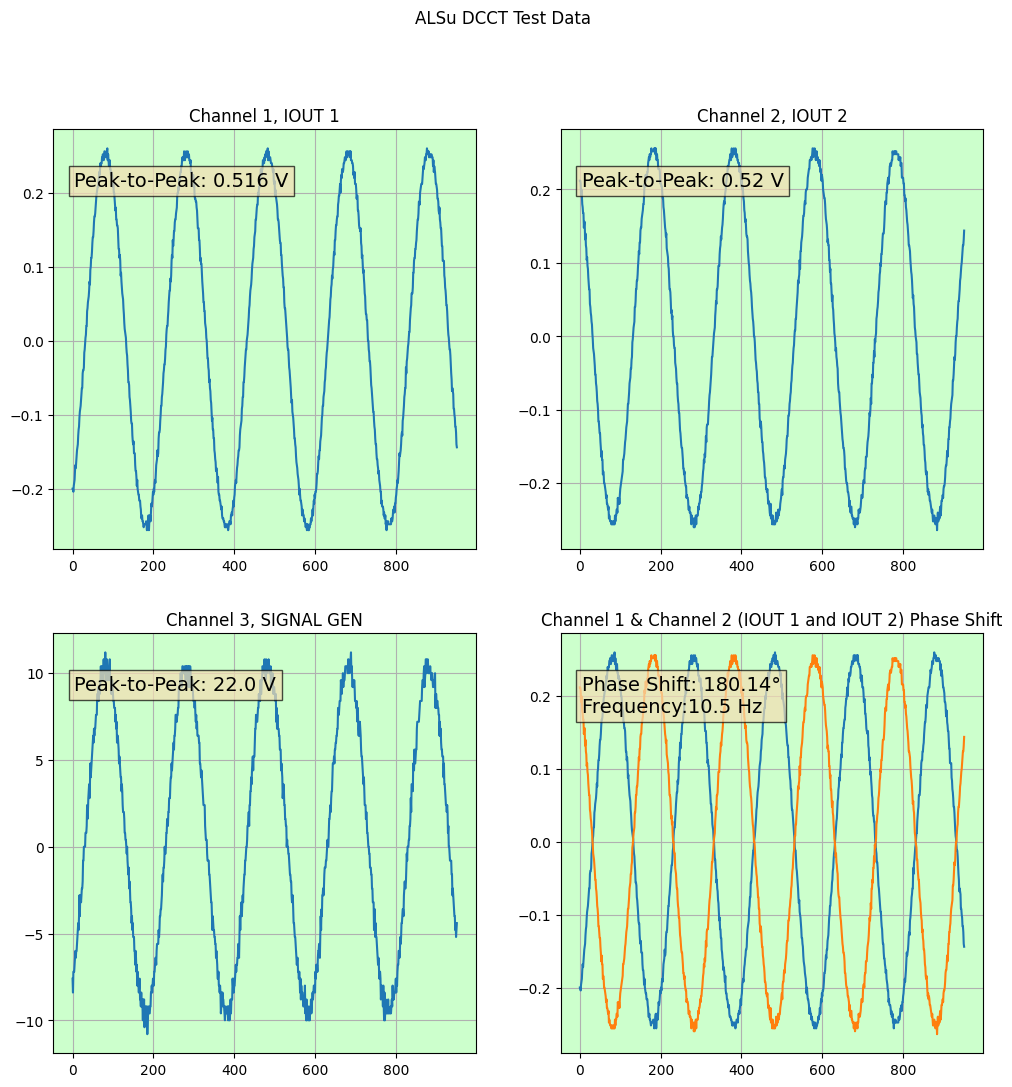 ALSu DCCT Test Data
Channel 1, IOUT 1
Peak-to-Peak: 0.516 V
0.2
0.1
0.0
−0.1
−0.2
0 200 400 600 800
Channel 2, IOUT 2
Peak-to-Peak: 0.52 V
0.2
0.1
0.0
−0.1
−0.2
0 200 400 600 800
Channel 3, SIGNAL GEN
Peak-to-Peak: 22.0 V
10
5
0
−5
−10
0 200 400 600 800
Channel 1 & Channel 2 (IOUT 1 and IOUT 2) Phase Shift
Phase Shift: 180.14°
Frequency:10.5 Hz
0.2
0.1
0.0
−0.1
−0.2
0 200 400 600 800